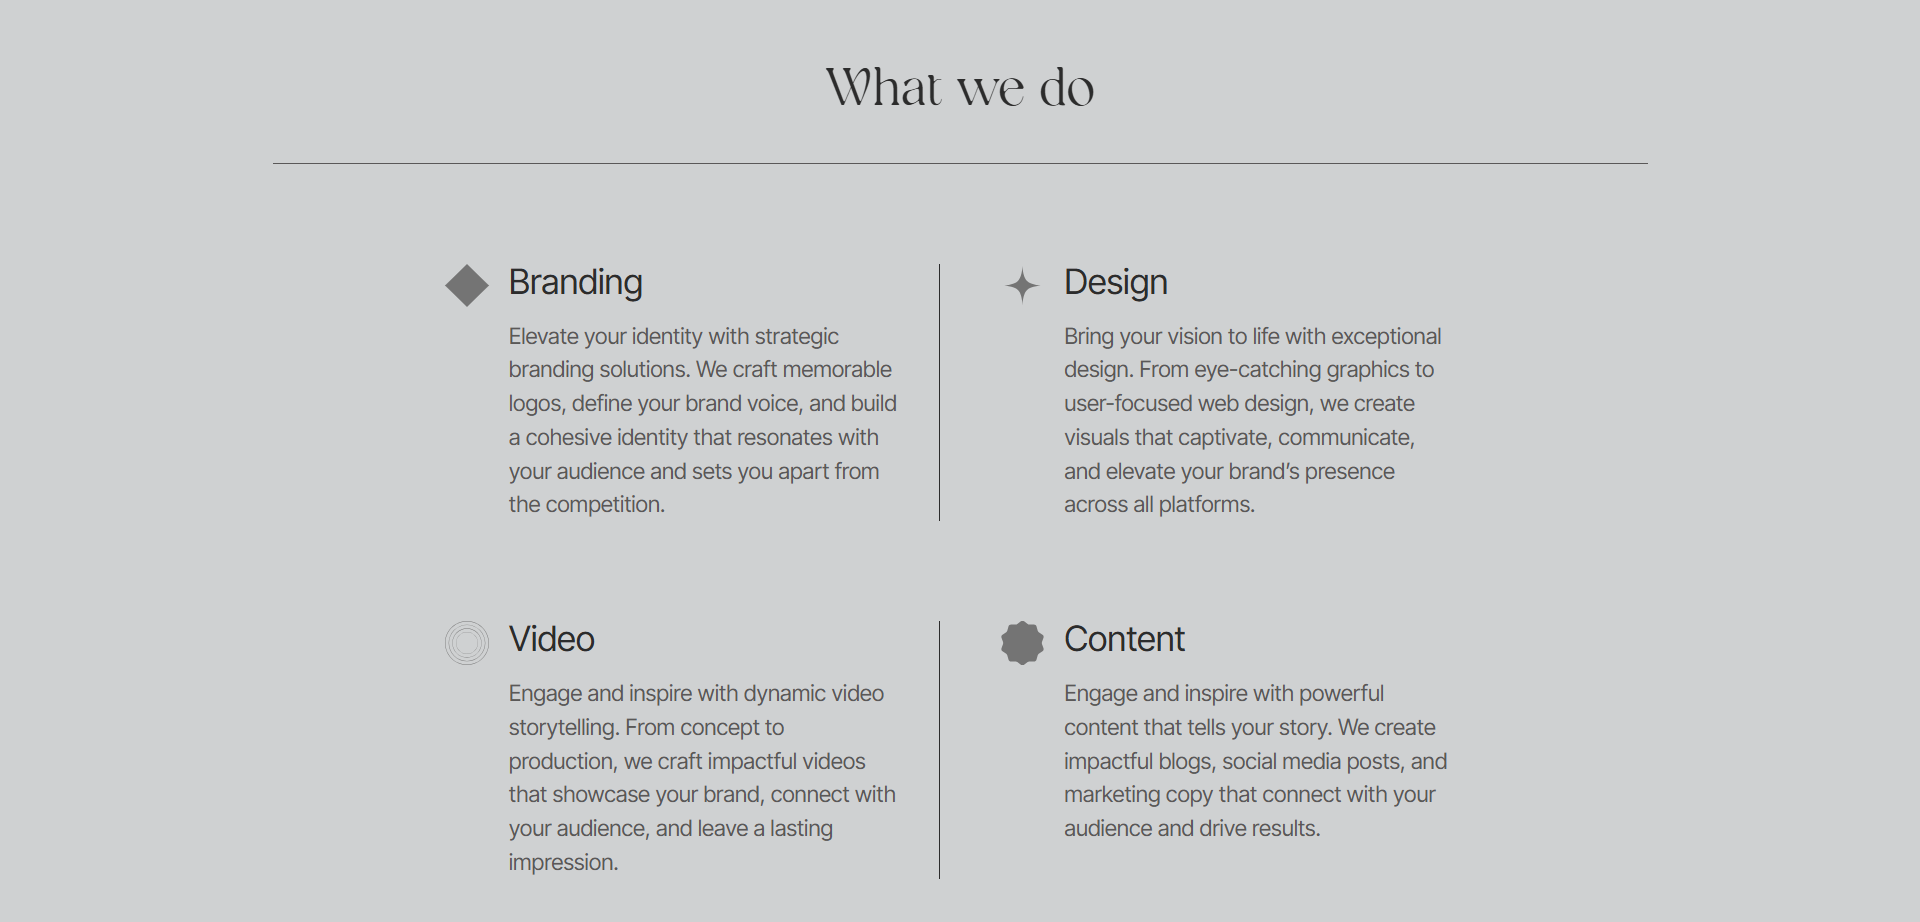 What we do
Branding
Elevate your identity with strategic
branding solutions. We craft memorable
logos, define your brand voice, and build
a cohesive identity that resonates with
your audience and sets you apart from
the competition.
Design
Bring your vision to life with exceptional
design. From eye-catching graphics to
user-focused web design, we create
visuals that captivate, communicate,
and elevate your brand’s presence
across all platforms.
Video
Engage and inspire with dynamic video
storytelling. From concept to
production, we craft impactful videos
that showcase your brand, connect with
your audience, and leave a lasting
impression.
Content
Engage and inspire with powerful
content that tells your story. We create
impactful blogs, social media posts, and
marketing copy that connect with your
audience and drive results.